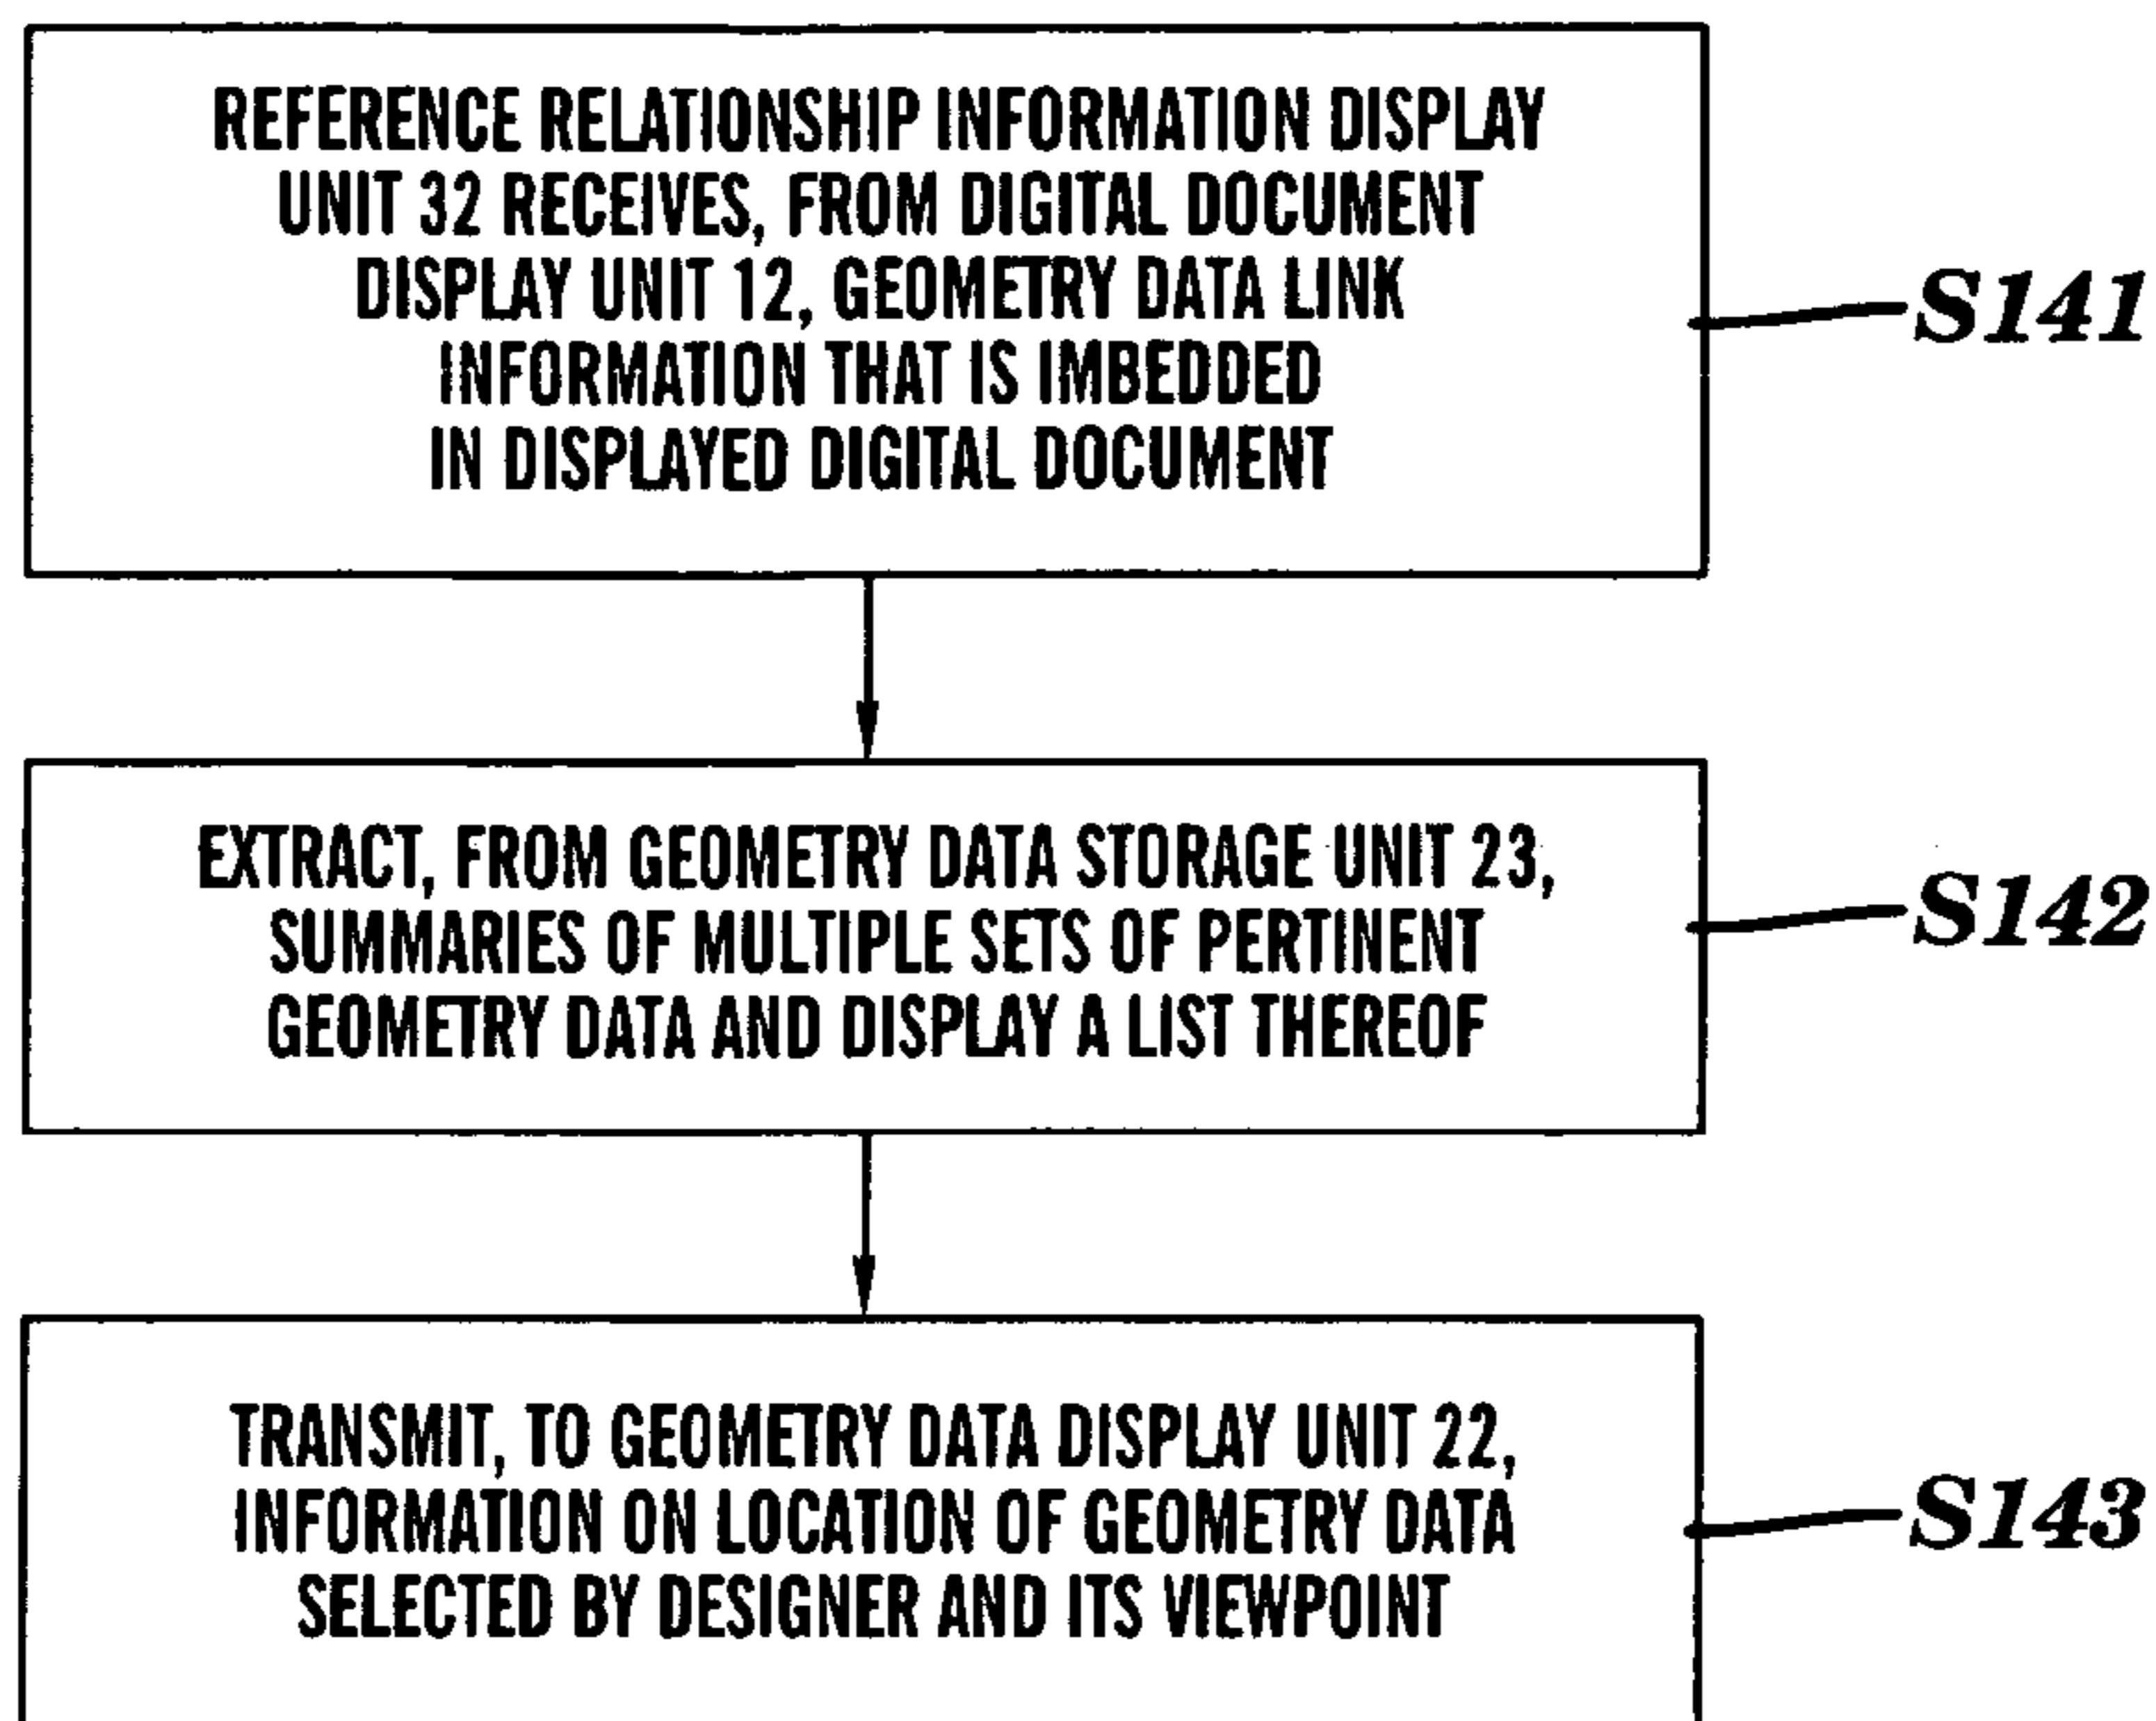 REFERENCE RELATIONSHIP INFORMATION DISPLAY
UNIT 32 RECEIVES, FROM DIGITAL DOCUMENT
DISPLAY UNIT 12, GEOMETRY DATA LINK
INFORMATION THAT IS IMBEDDED
IN DISPLAYED DIGITAL DOCUMENT
S141
EXTRACT, FROM GEOMETRY DATA STORAGE UNIT 23,
SUMMARIES OF MULTIPLE SETS OF PERTINENT
GEOMETRY DATA AND DISPLAY A LIST THEREOF
S142
TRANSMIT, TO GEOMETRY DATA DISPLAY UNIT 22,
INFORMATION ON LOCATION OF GEOMETRY DATA
SELECTED BY DESIGNER AND ITS VIEWPOINT
S143